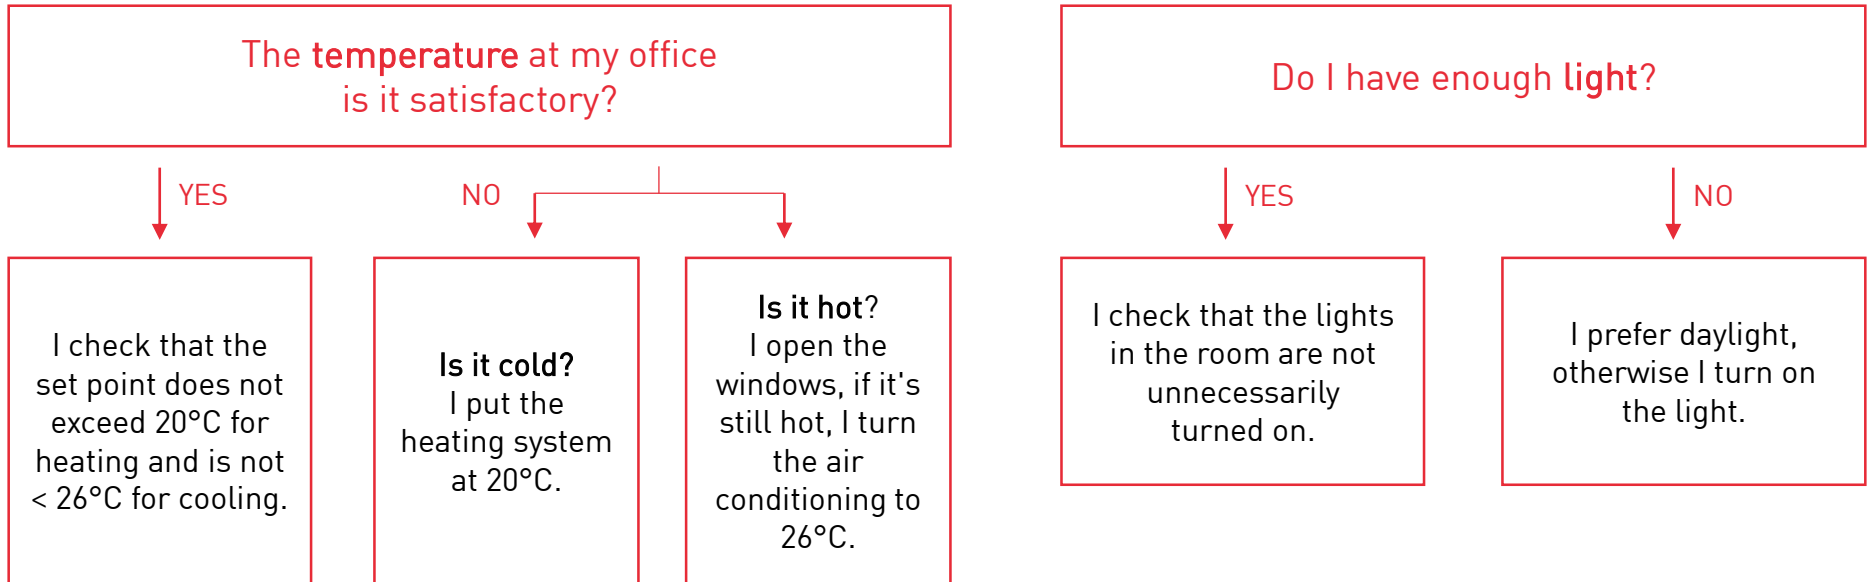 The temperature at my office
is it satisfactory?
YES
NO
I check that the
set point does not
exceed 20°C for
heating and is not
< 26°C for cooling.
Is it cold?
I put the
heating system
at 20°C.
Is it hot?
I open the
windows, if it's
still hot, I turn
the air
conditioning to
26°C.
Do I have enough light?
YES
NO
I check that the lights
in the room are not
unnecessarily
turned on.
I prefer daylight,
otherwise I turn on
the light.